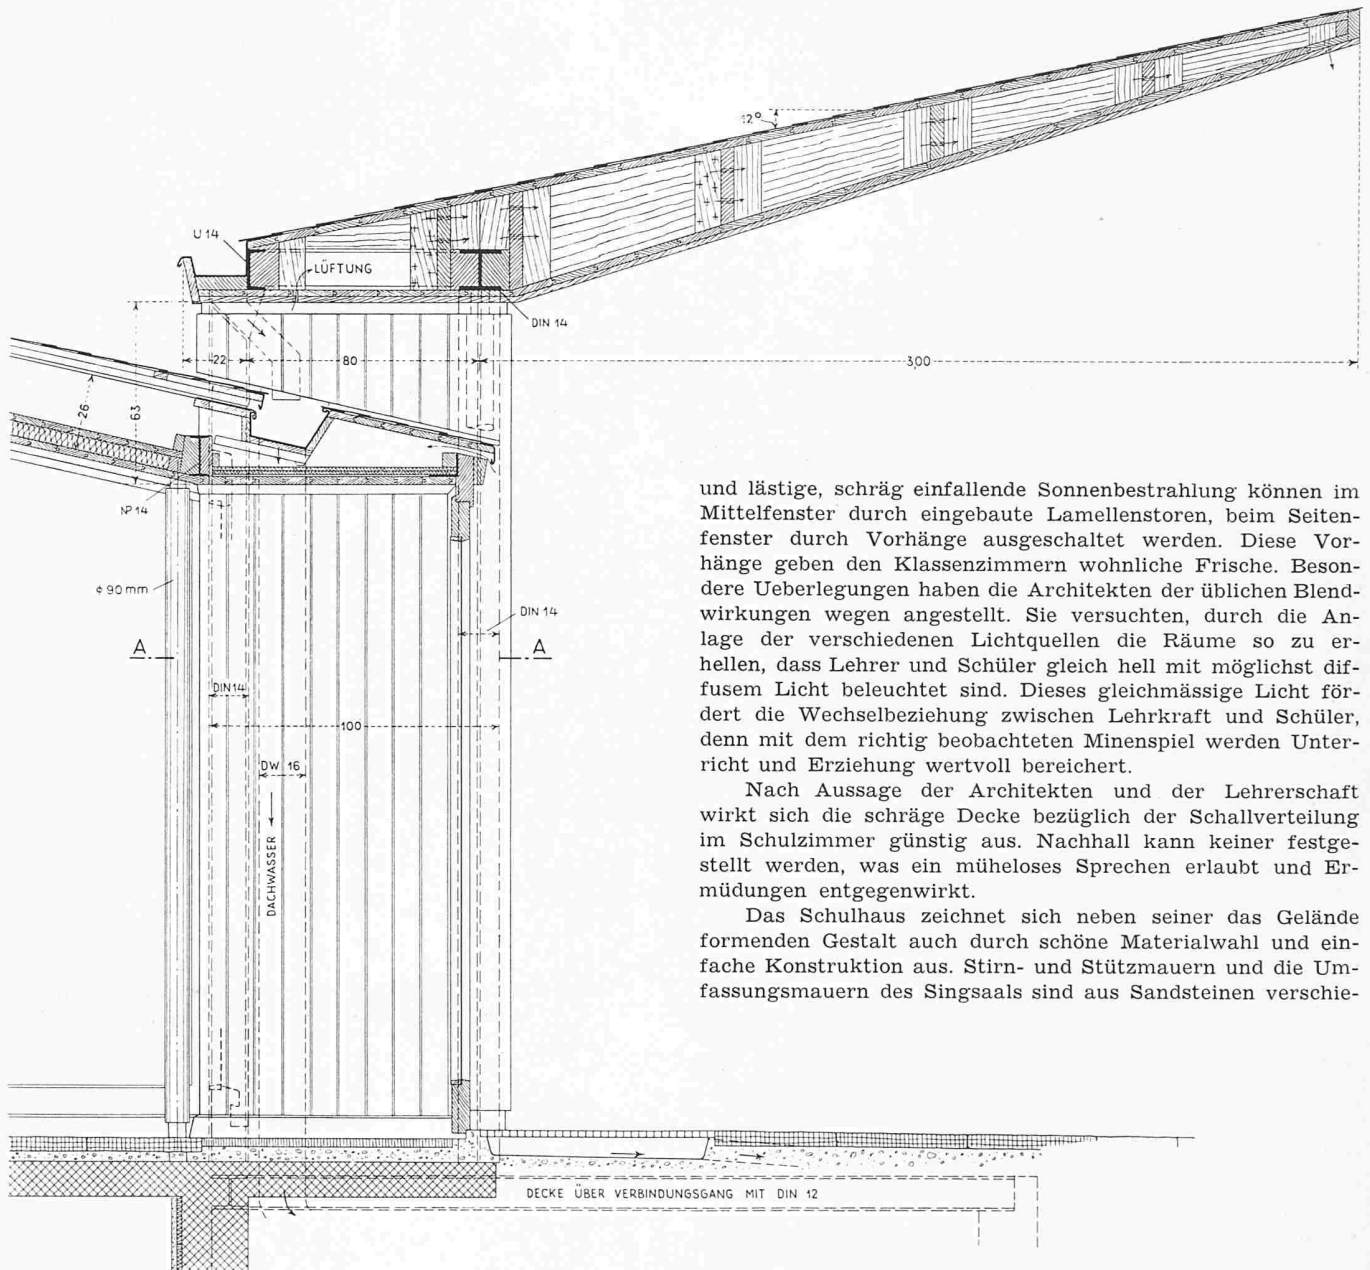 12°
U 14
LÜFTUNG
DIN 14
22
80
3,00
26
63
NP 14
φ 90 mm
DIN 14
A
A
DIN 14
100
DW 16
DACHWASSER
DECKE ÜBER VERBINDUNGSGANG MIT DIN 12
und lästige, schräg einfallende Sonnenbestrahlung können im
Mittelfenster durch eingebaute Lamellenstoren, beim Seiten-
fenster durch Vorhänge ausgeschaltet werden. Diese Vor-
hänge geben den Klassenzimmern wohnliche Frische. Beson-
dere Ueberlegungen haben die Architekten der üblichen Blend-
wirkungen wegen angestellt. Sie versuchten, durch die An-
lage der verschiedenen Lichtquellen die Räume so zu er-
hellen, dass Lehrer und Schüler gleich hell mit möglichst dif-
fusem Licht beleuchtet sind. Dieses gleichmässige Licht för-
dert die Wechselbeziehung zwischen Lehrkraft und Schüler,
denn mit dem richtig beobachteten Minenspiel werden Unter-
richt und Erziehung wertvoll bereichert.
Nach Aussage der Architekten und der Lehrerschaft
wirkt sich die schräge Decke bezüglich der Schallverteilung
im Schulzimmer günstig aus. Nachhall kann keiner festge-
stellt werden, was ein müheloses Sprechen erlaubt und Er-
müdungen entgegenwirkt.
Das Schulhaus zeichnet sich neben seiner das Gelände
formenden Gestalt auch durch schöne Materialwahl und ein-
fache Konstruktion aus. Stirn- und Stützmauern und die Um-
fassungsmauern des Singsaals sind aus Sandsteinen verschie-